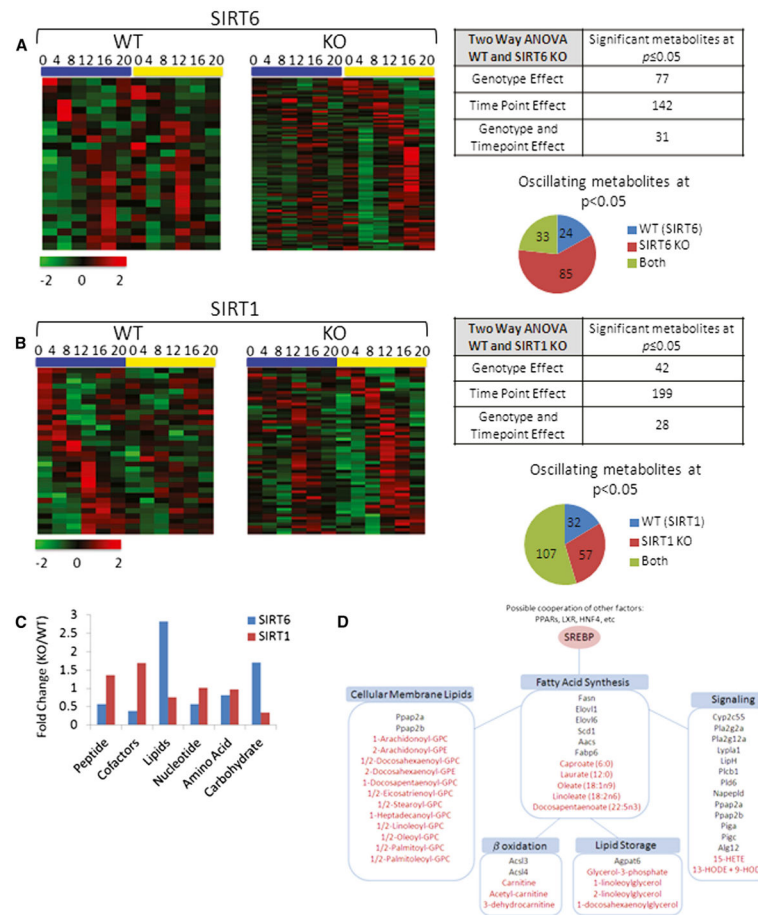 SIRT6
A
WT
KO
0 4 8 12 16 20 0 4 8 12 16 20
0 4 8 12 16 20 0 4 8 12 16 20
-2 0 2
Two Way ANOVA WT and SIRT6 KO
Significant metabolites at p≤0.05
Genotype Effect 77
Time Point Effect 142
Genotype and Timepoint Effect 31
Oscillating metabolites at
p<0.05
33
24
85
WT (SIRT6)
SIRT6 KO
Both
SIRT1
B
WT
KO
0 4 8 12 16 20 0 4 8 12 16 20
0 4 8 12 16 20 0 4 8 12 16 20
-2 0 2
Two Way ANOVA WT and SIRT1 KO
Significant metabolites at p≤0.05
Genotype Effect 42
Time Point Effect 199
Genotype and Timepoint Effect 28
Oscillating metabolites at
p<0.05
32
107
57
WT (SIRT1)
SIRT1 KO
Both
C
Fold Change (KO/WT)
3
2.5
2
1.5
1
0.5
0
SIRT6
SIRT1
Peptide
Cofactors
Lipids
Nucleotide
Amino Acid
Carbohydrate
D
Possible cooperation of other factors:
PPARs, LXR, HNF4, etc
SREBP
Cellular Membrane Lipids
Ppap2a
Ppap2b
1-Arachidonoyl-GPC
2-Arachidonoyl-GPE
1/2-Docosahexaenoyl-GPC
2-Docosahexaenoyl-GPE
1-Docosapentaenoyl-GPC
1/2-Eicosatrienoyl-GPC
1/2-Stearoyl-GPC
1-Heptadecanoyl-GPC
1/2-Linoleoyl-GPC
1/2-Oleoyl-GPC
1/2-Palmitoyl-GPC
1/2-Palmitoleoyl-GPC
Fatty Acid Synthesis
Fasn
Elovl1
Elovl6
Scd1
Aacs
Fabp6
Caproate (6:0)
Laurate (12:0)
Oleate (18:1n9)
Linoleate (18:2n6)
Docosapentaenoate (22:5n3)
Signaling
Cyp2c55
Pla2g2a
Pla2g12a
Lypla1
LipH
Plcb1
Pld6
Napepld
Ppap2a
Ppap2b
Piga
Pigc
Alg12
15-HETE
13-HODE + 9-HOD
β oxidation
Acsl3
Acsl4
Carnitine
Acetyl-carnitine
3-dehydrocarnitine
Lipid Storage
Agpat6
Glycerol-3-phosphate
1-linoleoylglycerol
2-linoleoylglycerol
1-docosahexaenoylglycerol